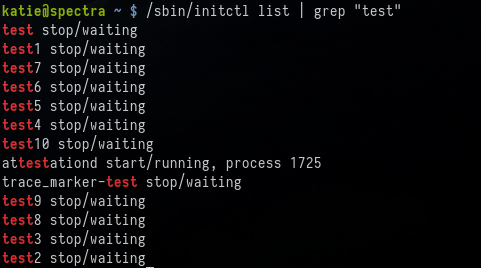 katie@spectra ~ $ /sbin/initctl list | grep "test"
test stop/waiting
test1 stop/waiting
test7 stop/waiting
test6 stop/waiting
test5 stop/waiting
test4 stop/waiting
test10 stop/waiting
attestationd start/running, process 1725
trace_marker-test stop/waiting
test9 stop/waiting
test8 stop/waiting
test3 stop/waiting
test2 stop/waiting